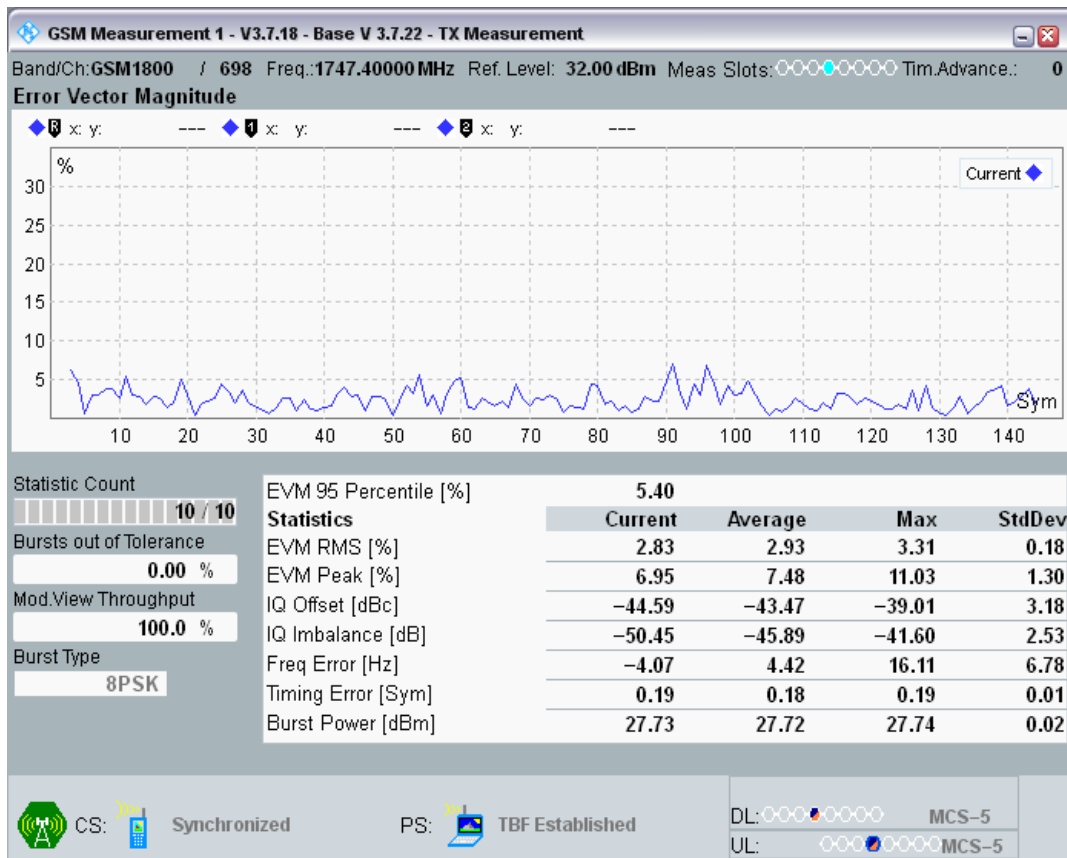 GSM Measurement 1 - V3.7.18 - Base V 3.7.22 - TX Measurement
Band/Ch:GSM1800 / 698 Freq.:1747.40000 MHz Ref. Level: 32.00 dBm Meas Slots: Tim.Advance.: 0
Error Vector Magnitude
R x: y: --- 1 x: y: --- 2 x: y: ---
%
Current
30
25
20
15
10
5
Sym
10 20 30 40 50 60 70 80 90 100 110 120 130 140
Statistic Count
10 / 10
Bursts out of Tolerance
0.00 %
Mod.View Throughput
100.0 %
Burst Type
8PSK
EVM 95 Percentile [%] 5.40
Statistics Current Average Max StdDev
EVM RMS [%] 2.83 2.93 3.31 0.18
EVM Peak [%] 6.95 7.48 11.03 1.30
IQ Offset [dBc] −44.59 −43.47 −39.01 3.18
IQ Imbalance [dB] −50.45 −45.89 −41.60 2.53
Freq Error [Hz] −4.07 4.42 16.11 6.78
Timing Error [Sym] 0.19 0.18 0.19 0.01
Burst Power [dBm] 27.73 27.72 27.74 0.02
CS: Synchronized PS: TBF Established
DL: MCS−5
UL: MCS−5